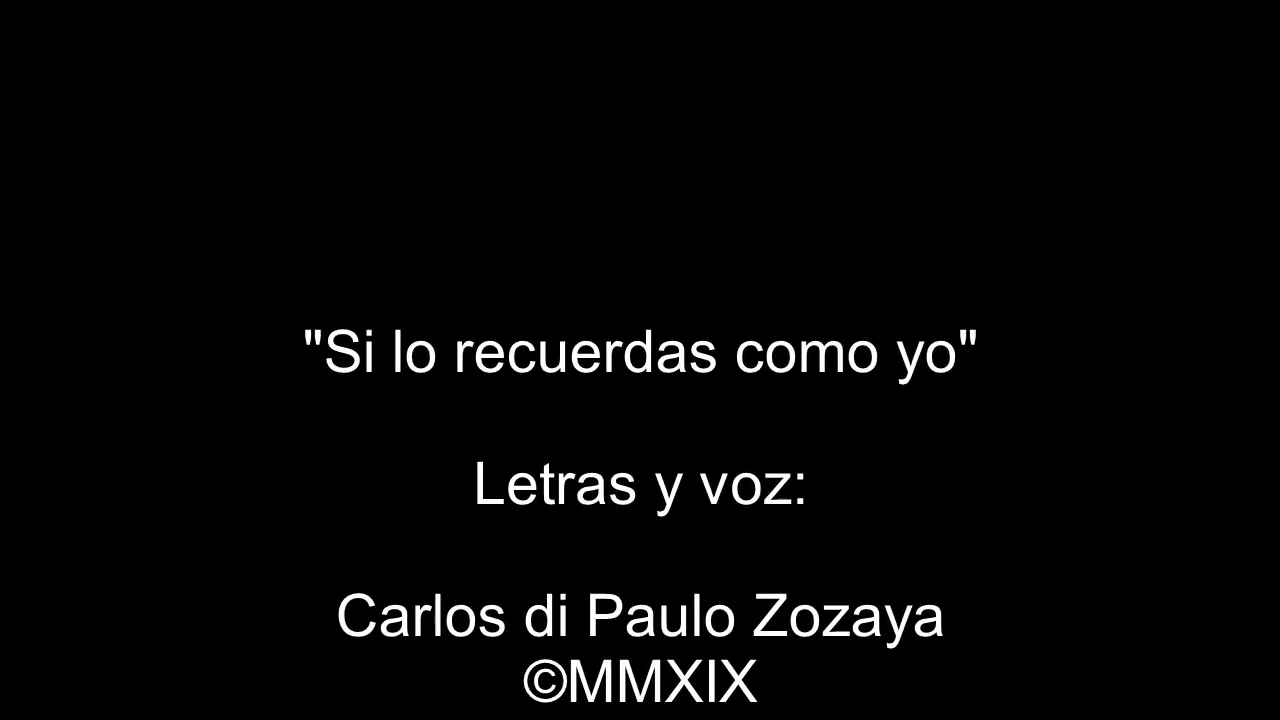 "Si lo recuerdas como yo"
Letras y voz:
Carlos di Paulo Zozaya
©MMXIX